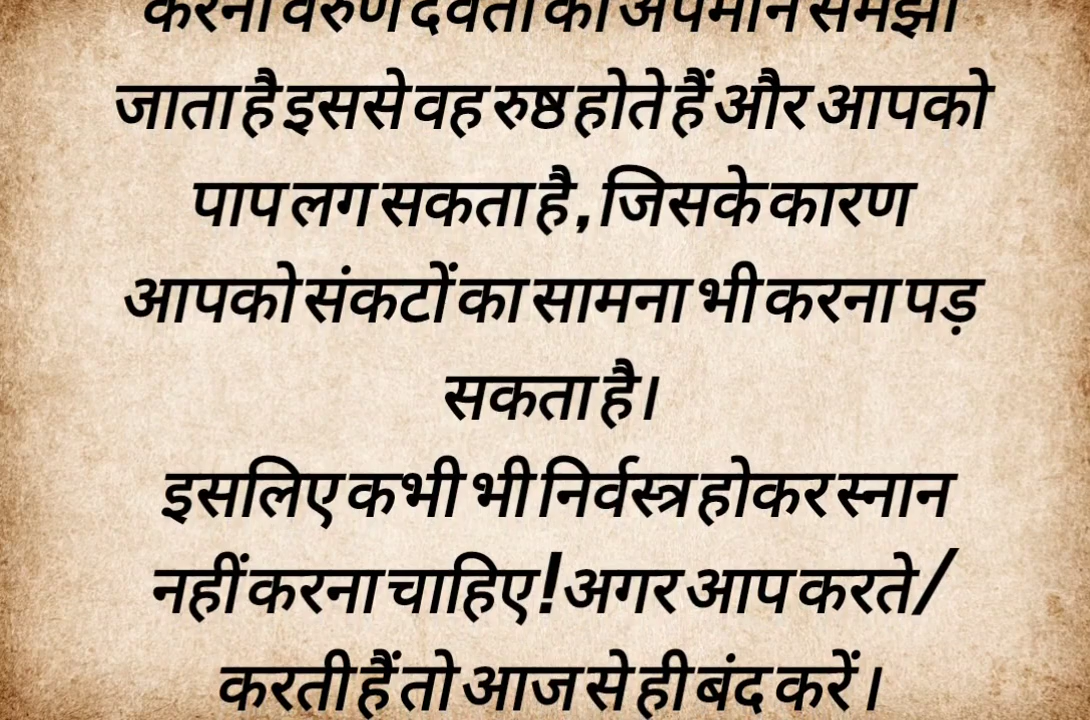 करना वरुण देवता का अपमान समझा
जाता है इससे वह रुष्ठ होते हैं और आपको
पाप लग सकता है , जिसके कारण
आपको संकटों का सामना भी करना पड़
सकता है।
इसलिए कभी भी निर्वस्त्र होकर स्नान
नहीं करना चाहिए ! अगर आप करते /
करती हैं तो आज से ही बंद करें ।